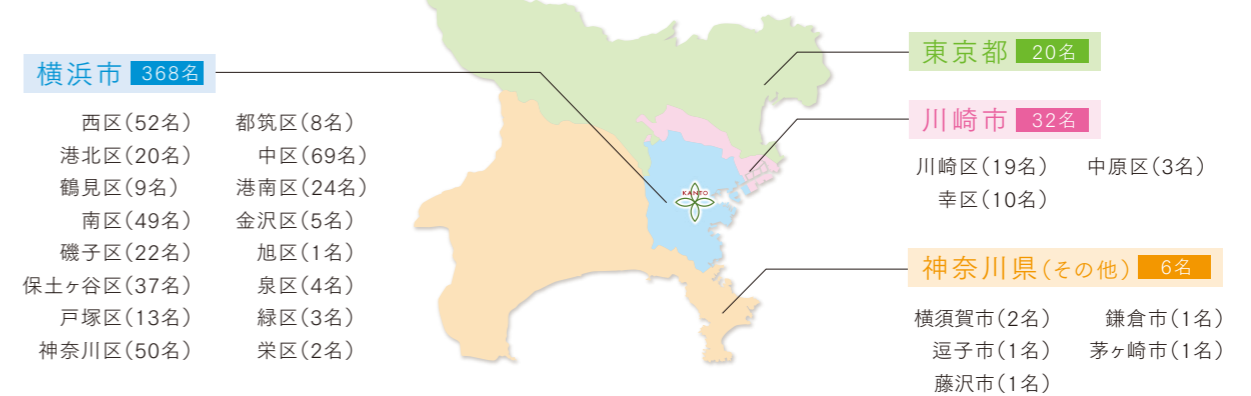 横浜市 368名
西区(52名) 都筑区(8名)
港北区(20名) 中区(69名)
鶴見区(9名) 港南区(24名)
南区(49名) 金沢区(5名)
磯子区(22名) 旭区(1名)
保土ヶ谷区(37名) 泉区(4名)
戸塚区(13名) 緑区(3名)
神奈川区(50名) 栄区(2名)
KANTO
東京都 20名
川崎市 32名
川崎区(19名) 中原区(3名)
幸区(10名)
神奈川県(その他) 6名
横須賀市(2名) 鎌倉市(1名)
逗子市(1名) 茅ヶ崎市(1名)
藤沢市(1名)